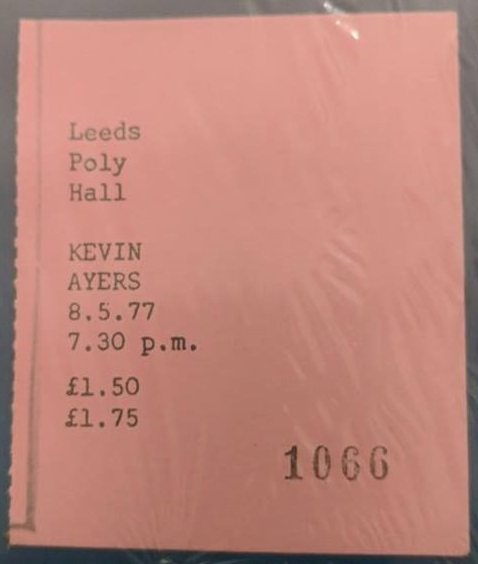 Leeds
Poly
Hall
KEVIN
AYERS
8.5.77
7.30 p.m.
£1.50
£1.75
1066